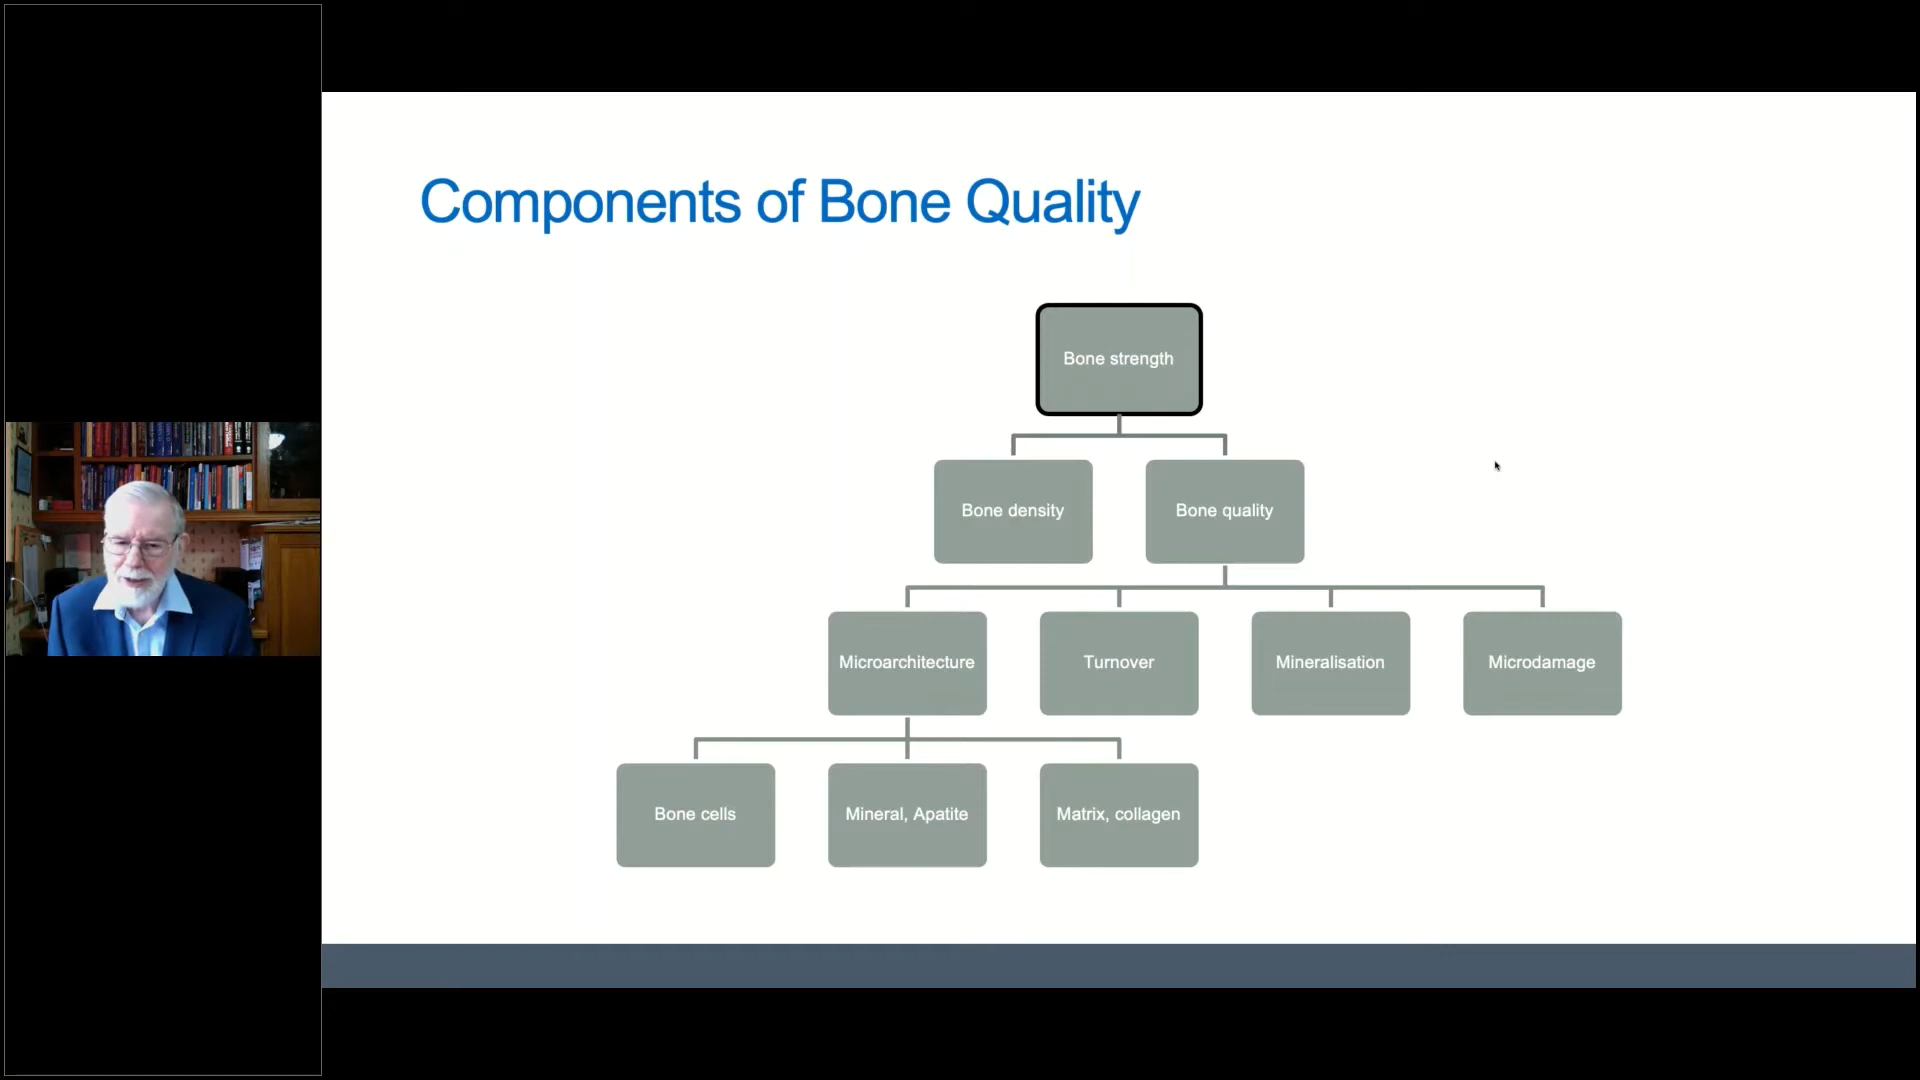 Components of Bone Quality
Bone strength
Bone density
Bone quality
Microarchitecture
Turnover
Mineralisation
Microdamage
Bone cells
Mineral, Apatite
Matrix, collagen